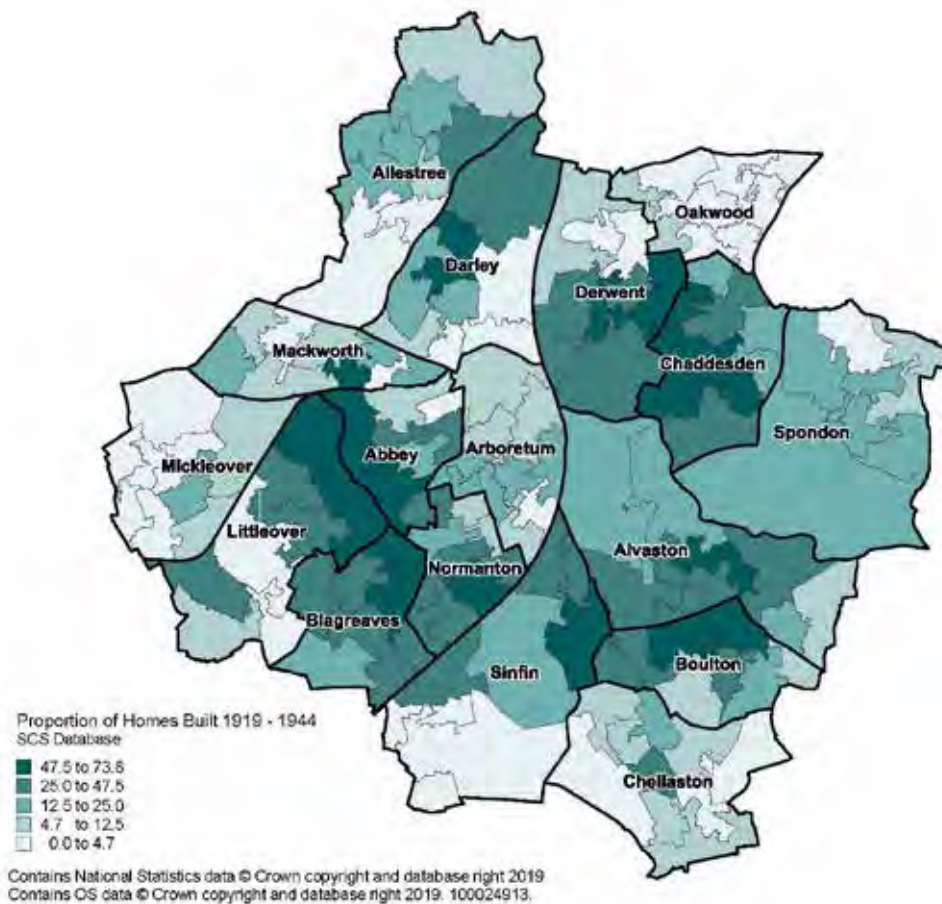 Allestree
Oakwood
Darley
Derwent
Mackworth
Chaddesden
Abbey
Arboretum
Spondon
Mickleover
Littleover
Alvaston
Normanton
Blagreaves
Boulton
Sinfin
Chellaston
Proportion of Homes Built 1919 - 1944
SCS Database
47.5 to 73.8
25.0 to 47.5
12.5 to 25.0
4.7 to 12.5
0.0 to 4.7
Contains National Statistics data © Crown copyright and database right 2019
Contains OS data © Crown copyright and database right 2019. 100024913.